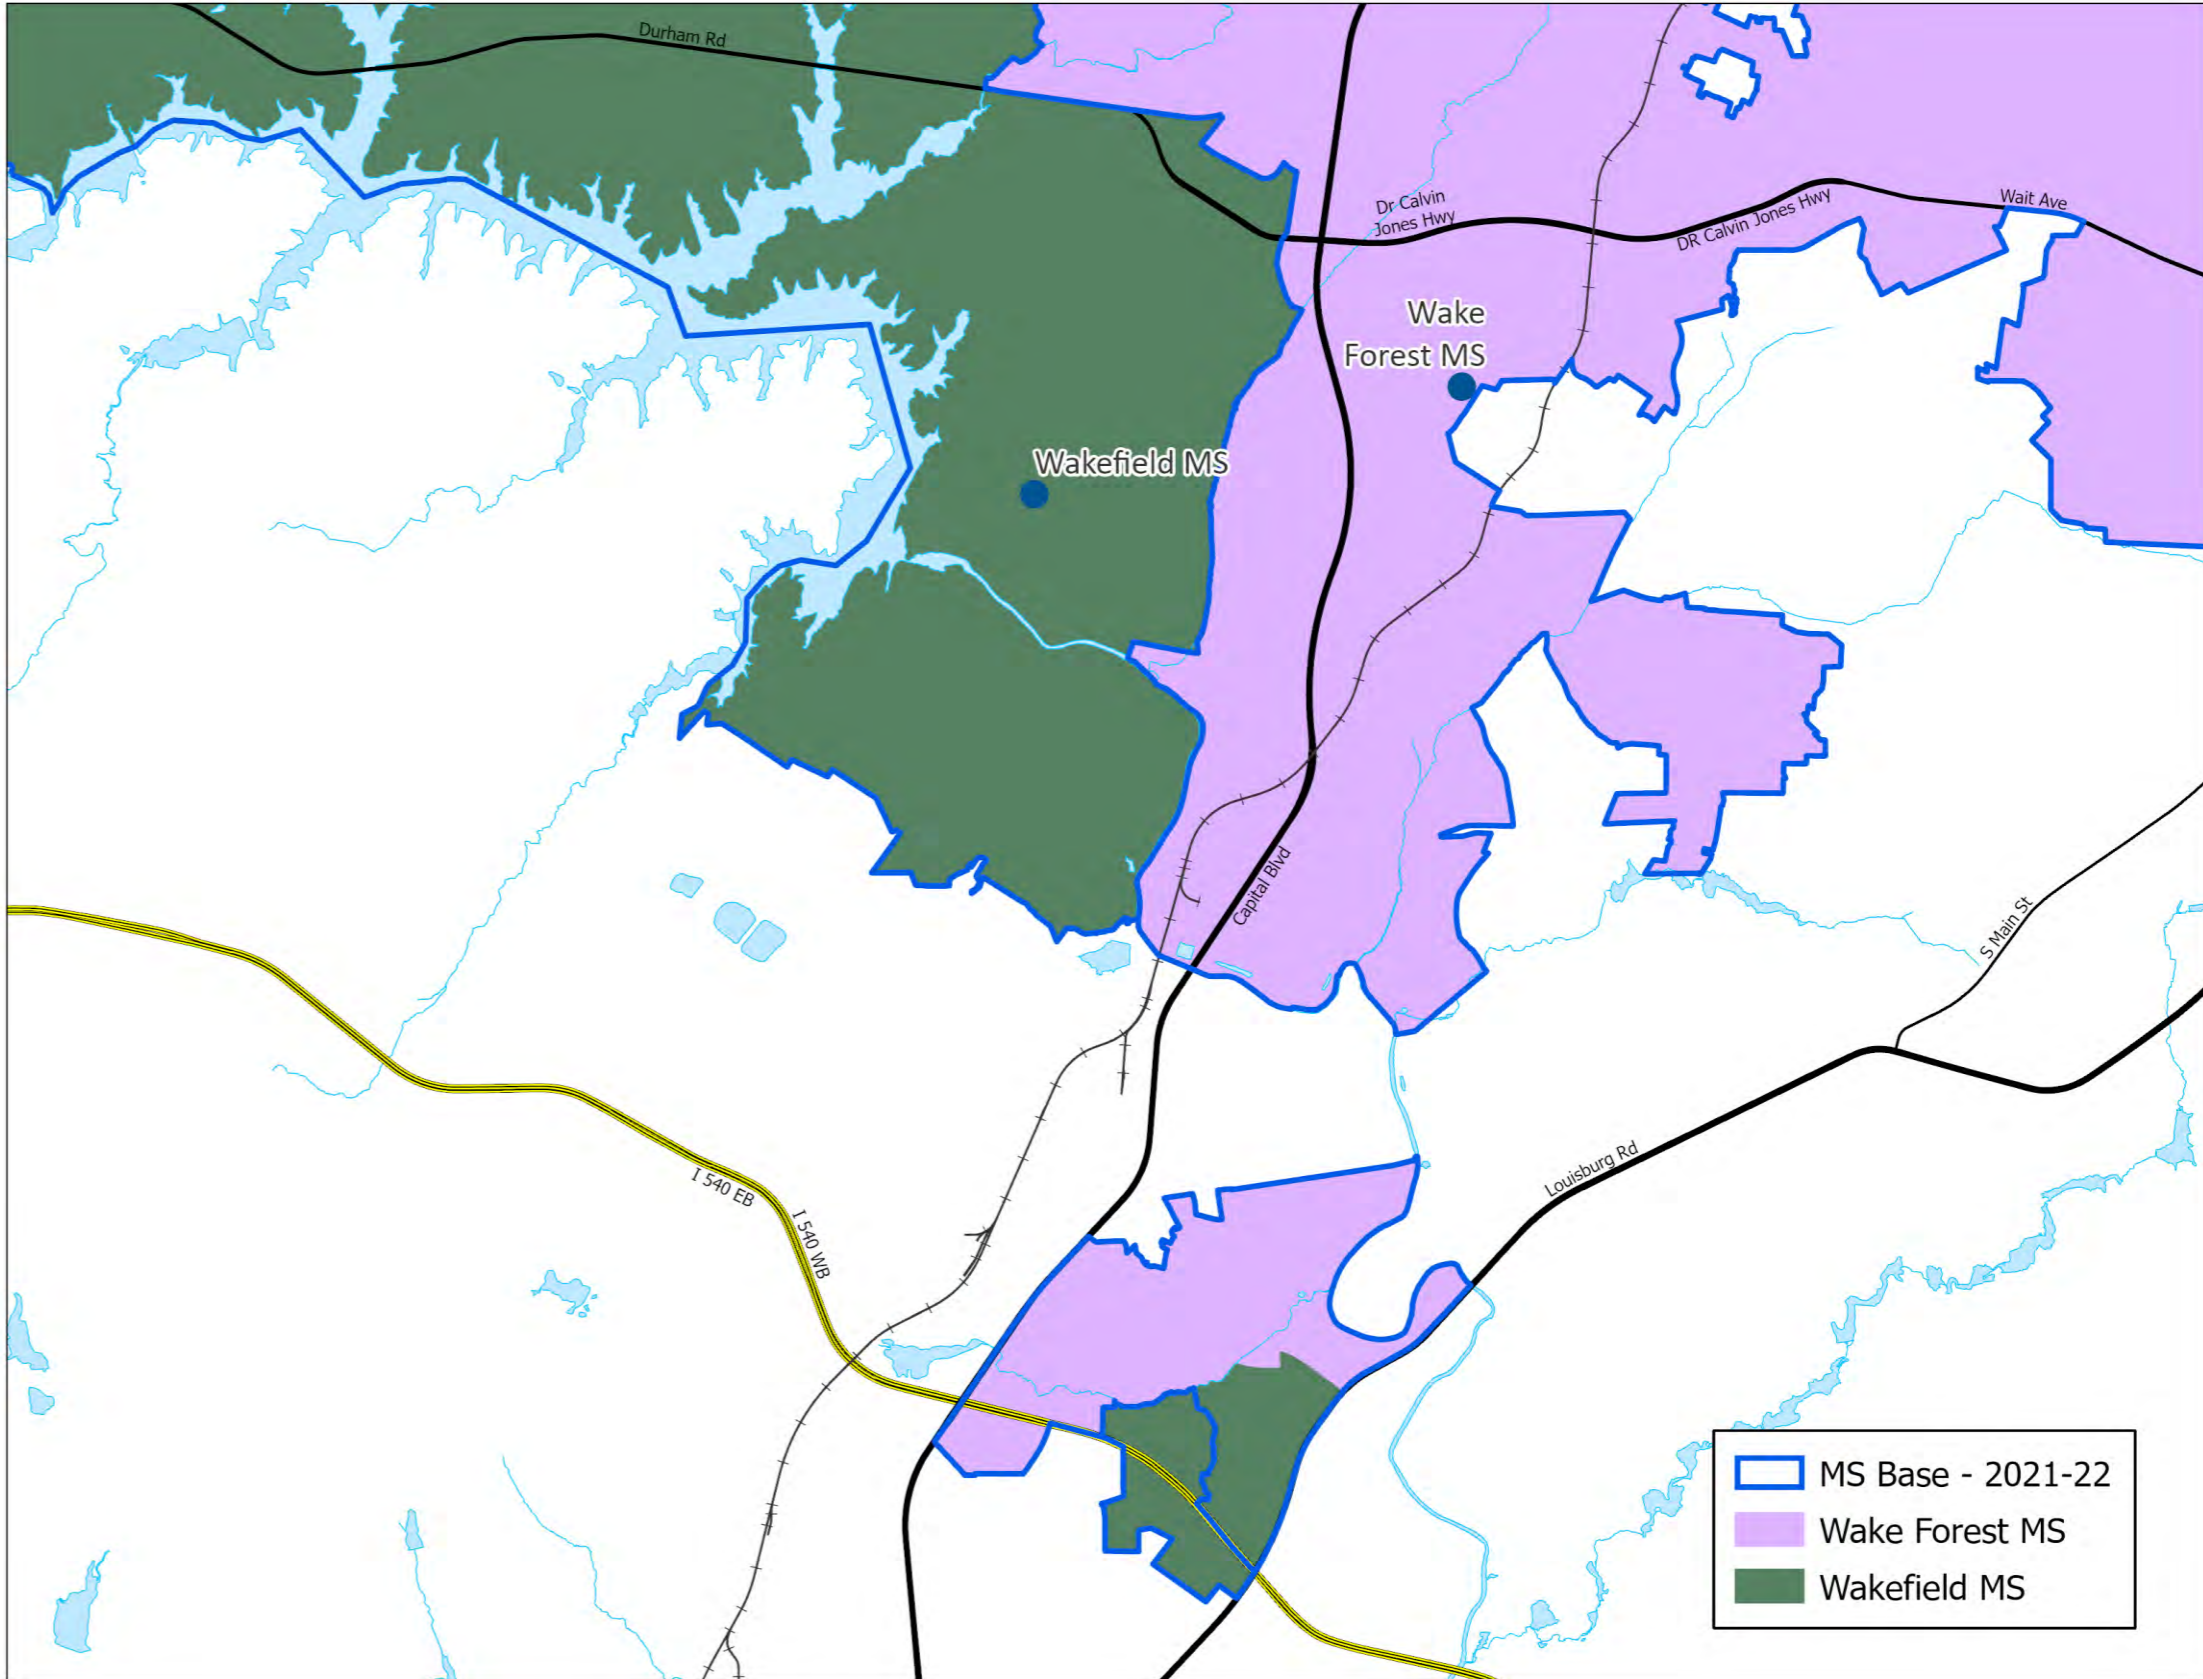 Durham Rd
Dr Calvin
Jones Hwy
DR Calvin Jones Hwy
Wait Ave
Wake
Forest MS
Wakefield MS
Capital Blvd
S Main St
Louisburg Rd
I 540 EB
I 540 WB
MS Base - 2021-22
Wake Forest MS
Wakefield MS